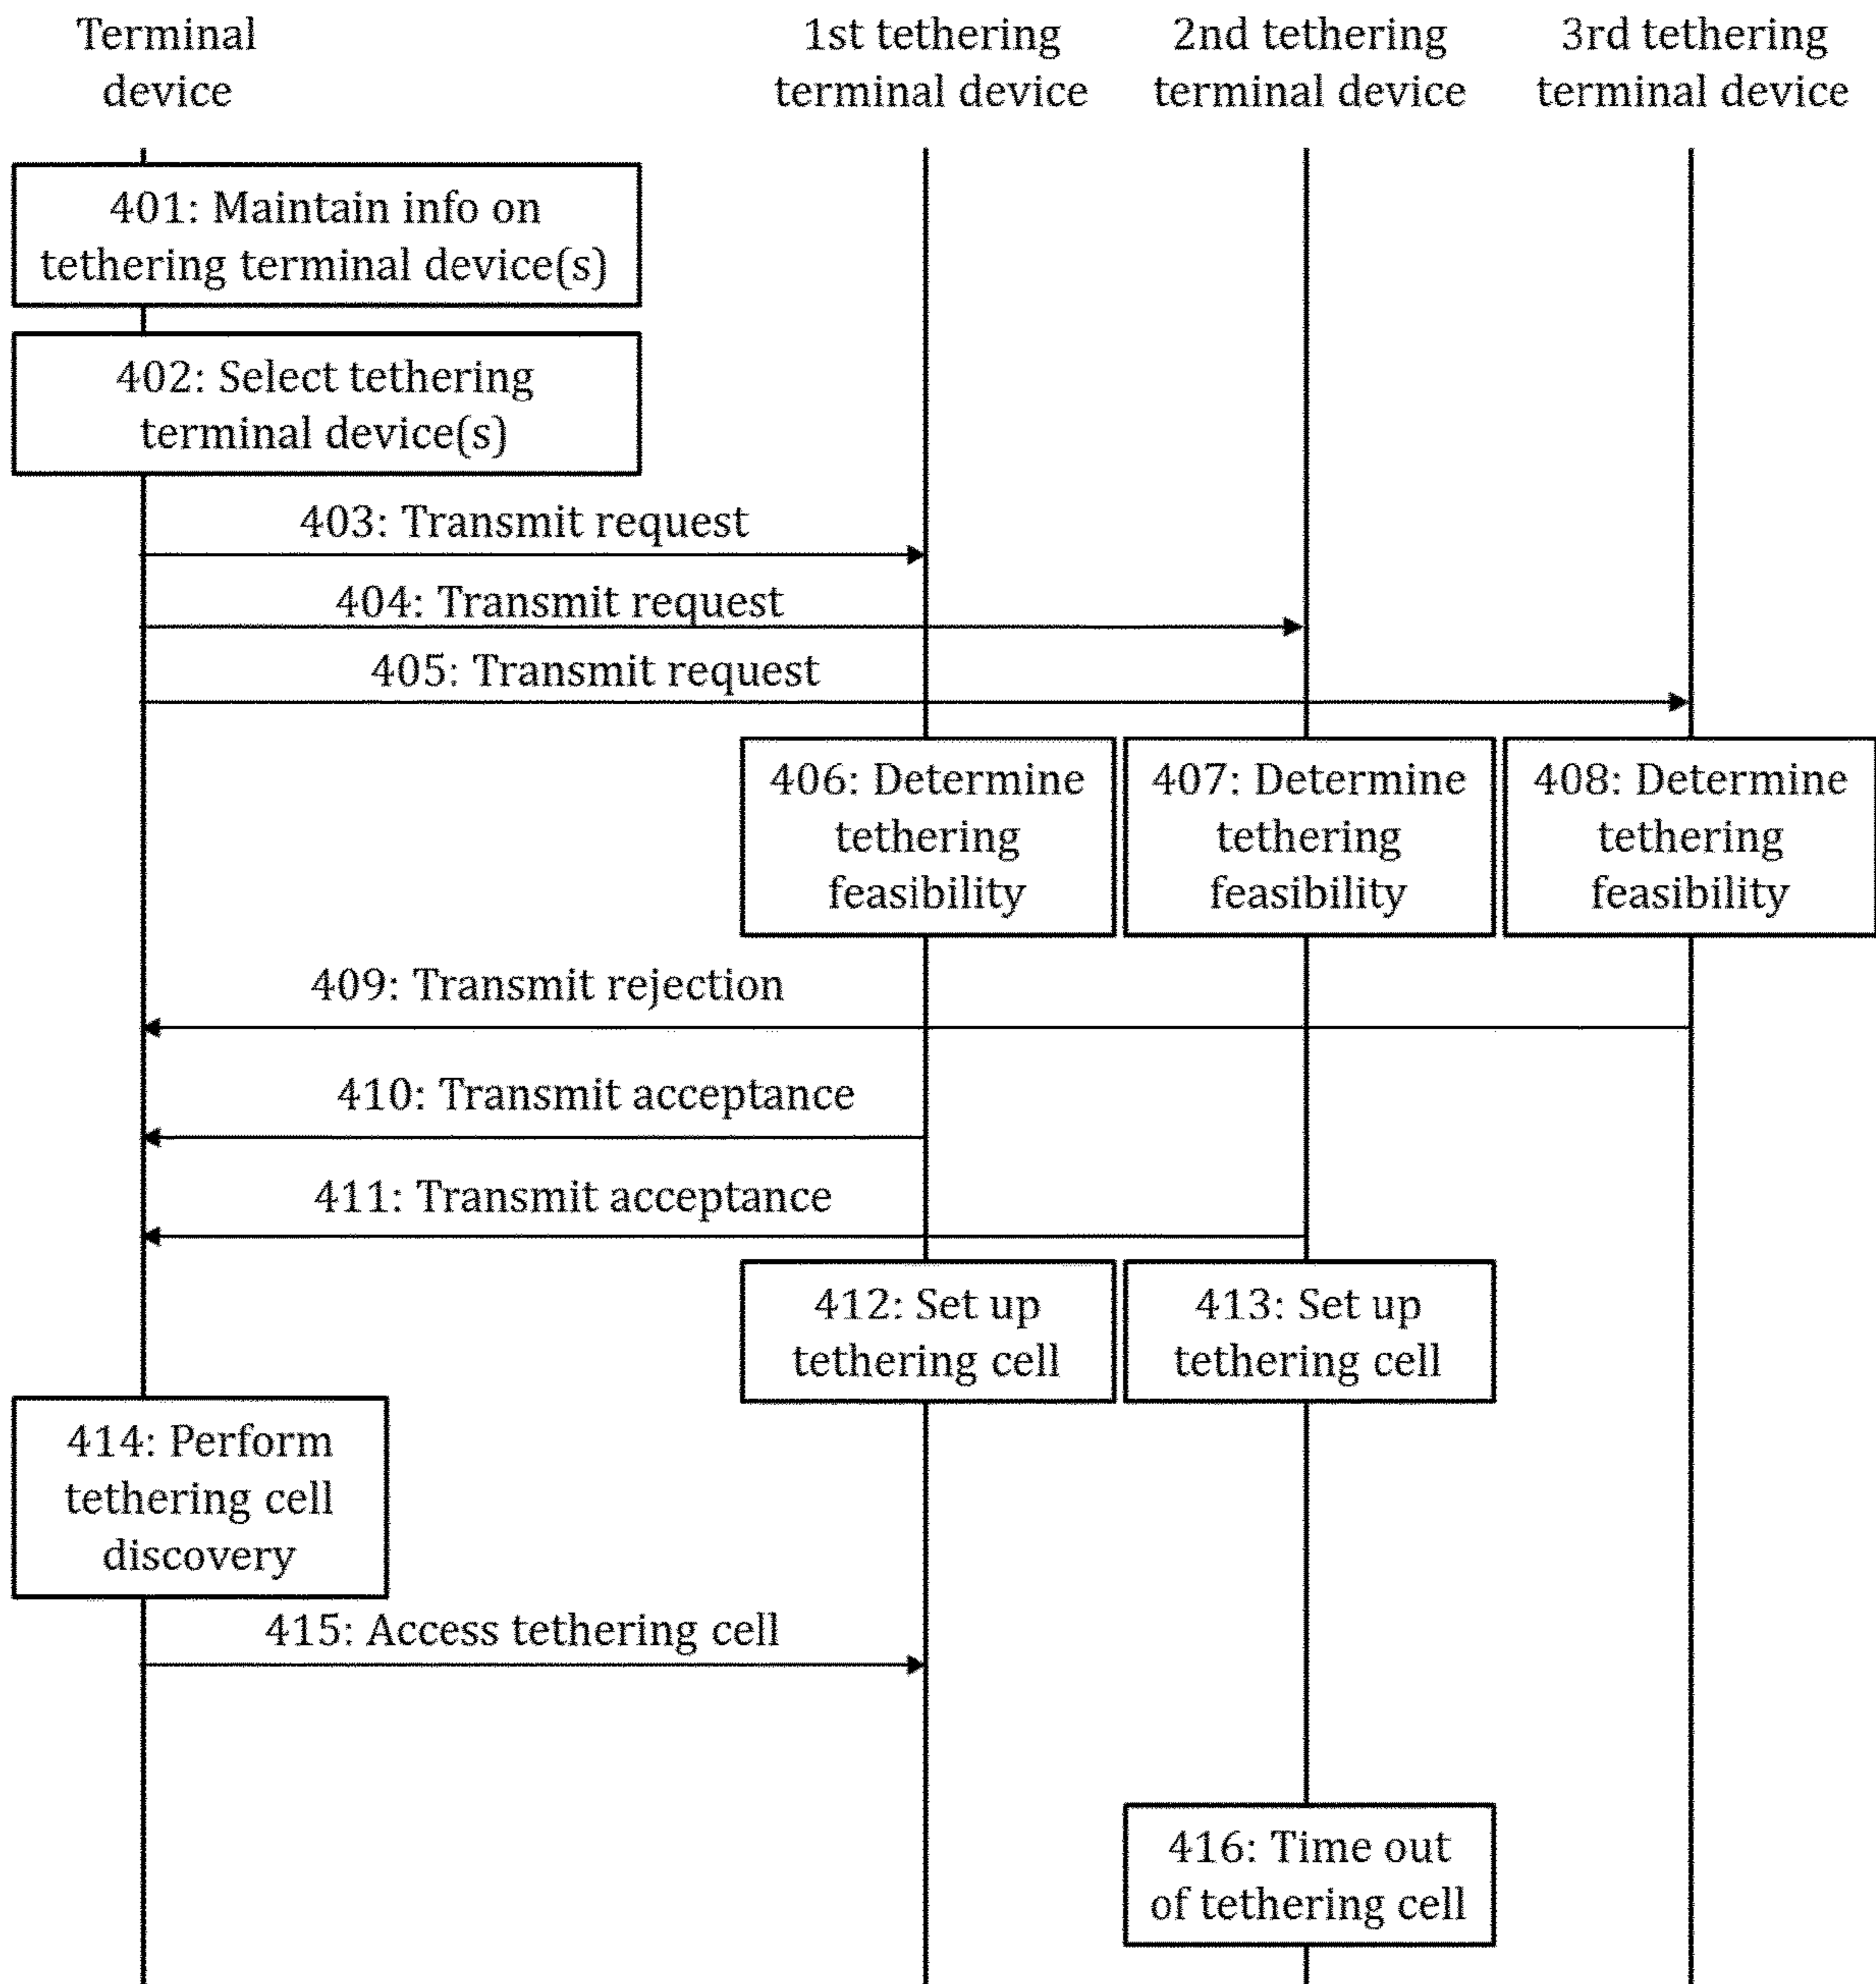 Terminal
device
1st tethering
terminal device
2nd tethering
terminal device
3rd tethering
terminal device
401: Maintain info on
tethering terminal device(s)
402: Select tethering
terminal device(s)
403: Transmit request
404: Transmit request
405: Transmit request
406: Determine
tethering
feasibility
407: Determine
tethering
feasibility
408: Determine
tethering
feasibility
409: Transmit rejection
410: Transmit acceptance
411: Transmit acceptance
412: Set up
tethering cell
413: Set up
tethering cell
414: Perform
tethering cell
discovery
415: Access tethering cell
416: Time out
of tethering cell